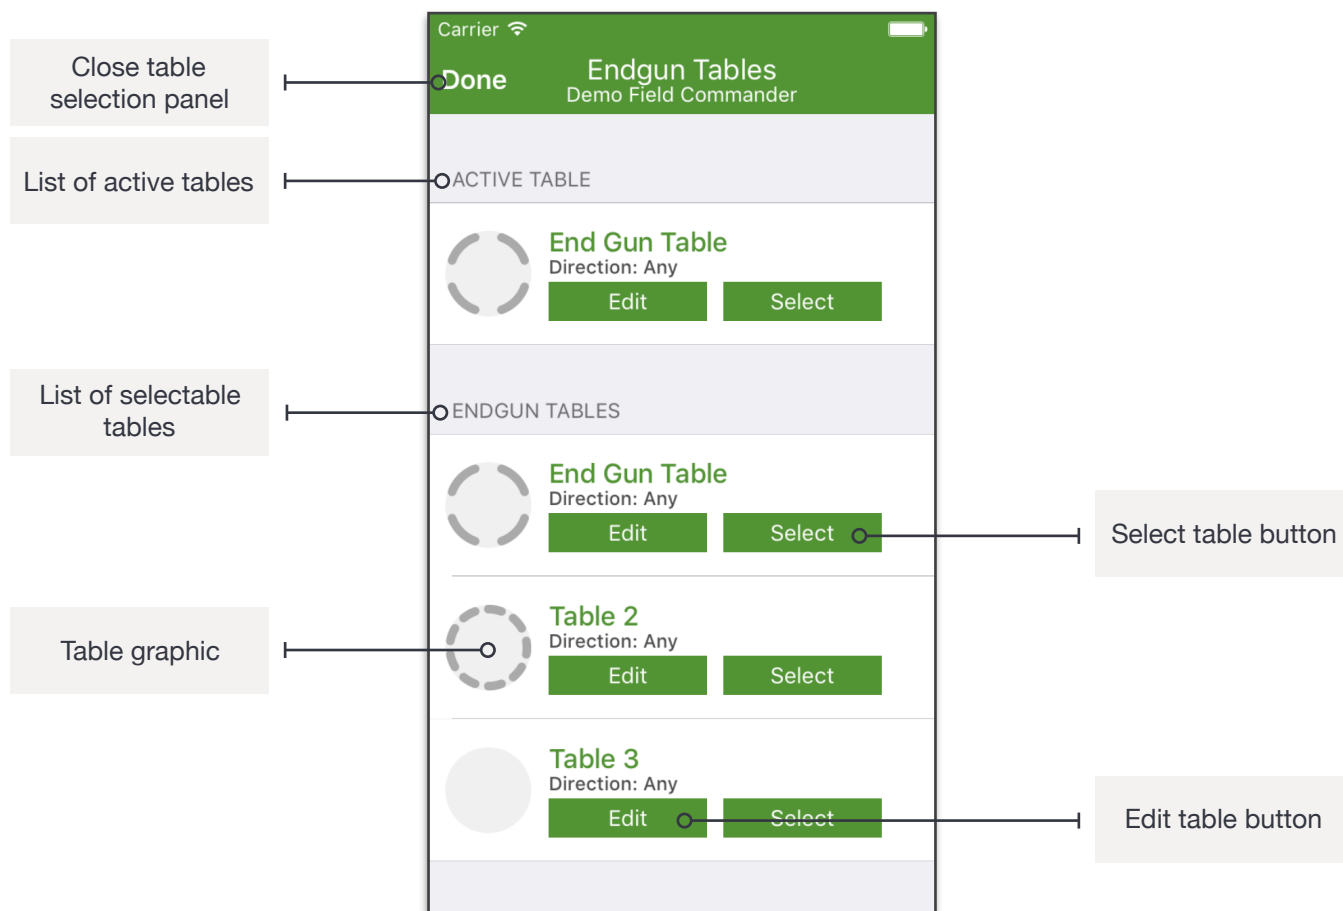 Carrier
Done
Endgun Tables
Demo Field Commander
Close table
selection panel
List of active tables
ACTIVE TABLE
End Gun Table
Direction: Any
Edit Select
List of selectable
tables
ENDGUN TABLES
End Gun Table
Direction: Any
Edit Select
Select table button
Table graphic
Table 2
Direction: Any
Edit Select
Table 3
Direction: Any
Edit Select
Edit table button